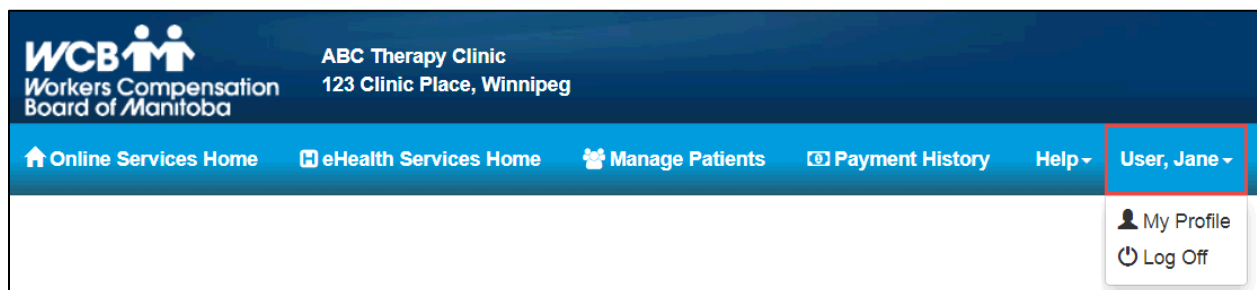 WCB
Workers Compensation
Board of Manitoba
ABC Therapy Clinic
123 Clinic Place, Winnipeg
Online Services Home
eHealth Services Home
Manage Patients
Payment History
Help
User, Jane
My Profile
Log Off